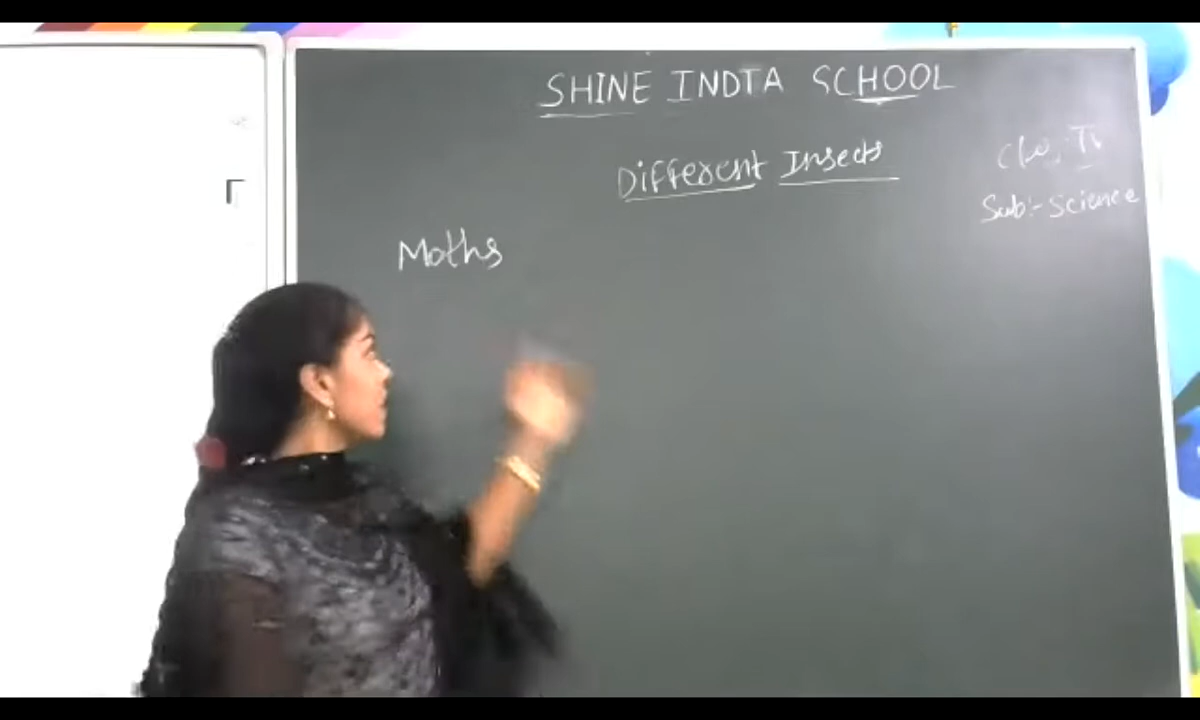 SHINE INDIA SCHOOL
Different Insects
Sub:- Science
Moths